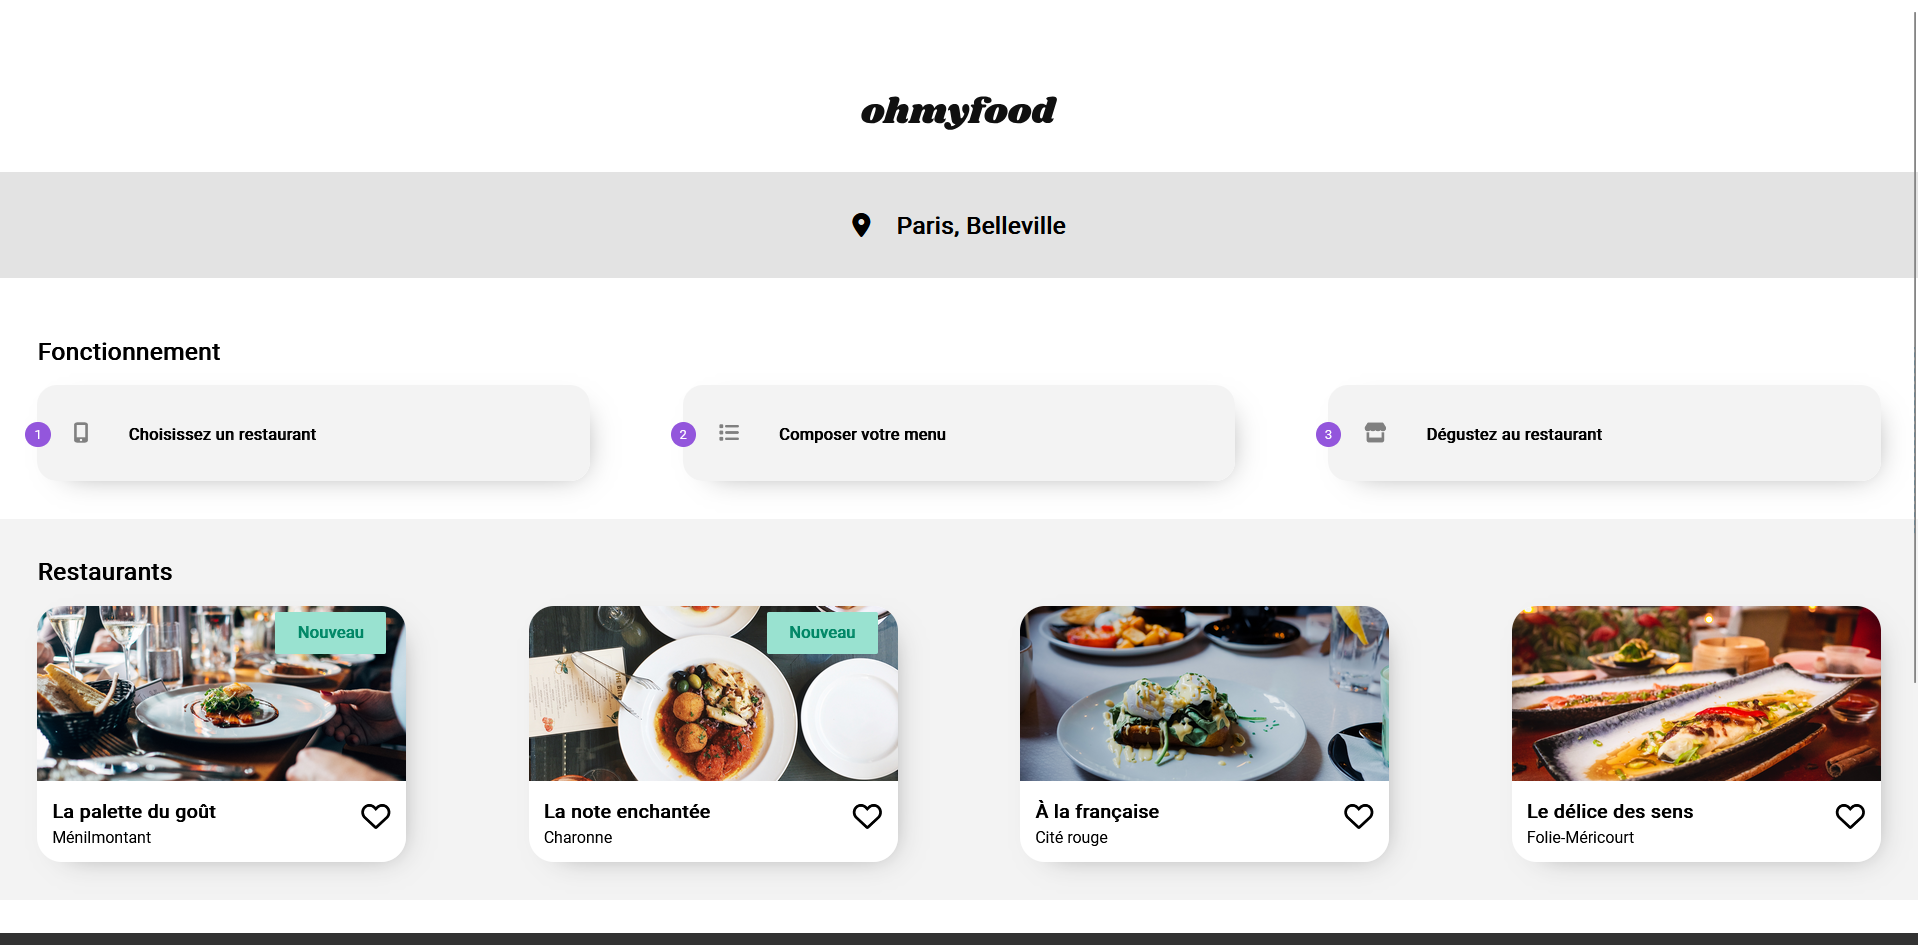 ohmyfood
Paris, Belleville
Fonctionnement
1 Choisissez un restaurant
2 Composer votre menu
3 Dégustez au restaurant
Restaurants
Nouveau
Nouveau
La palette du goût
Ménilmontant
La note enchantée
Charonne
À la française
Cité rouge
Le délice des sens
Folie-Méricourt